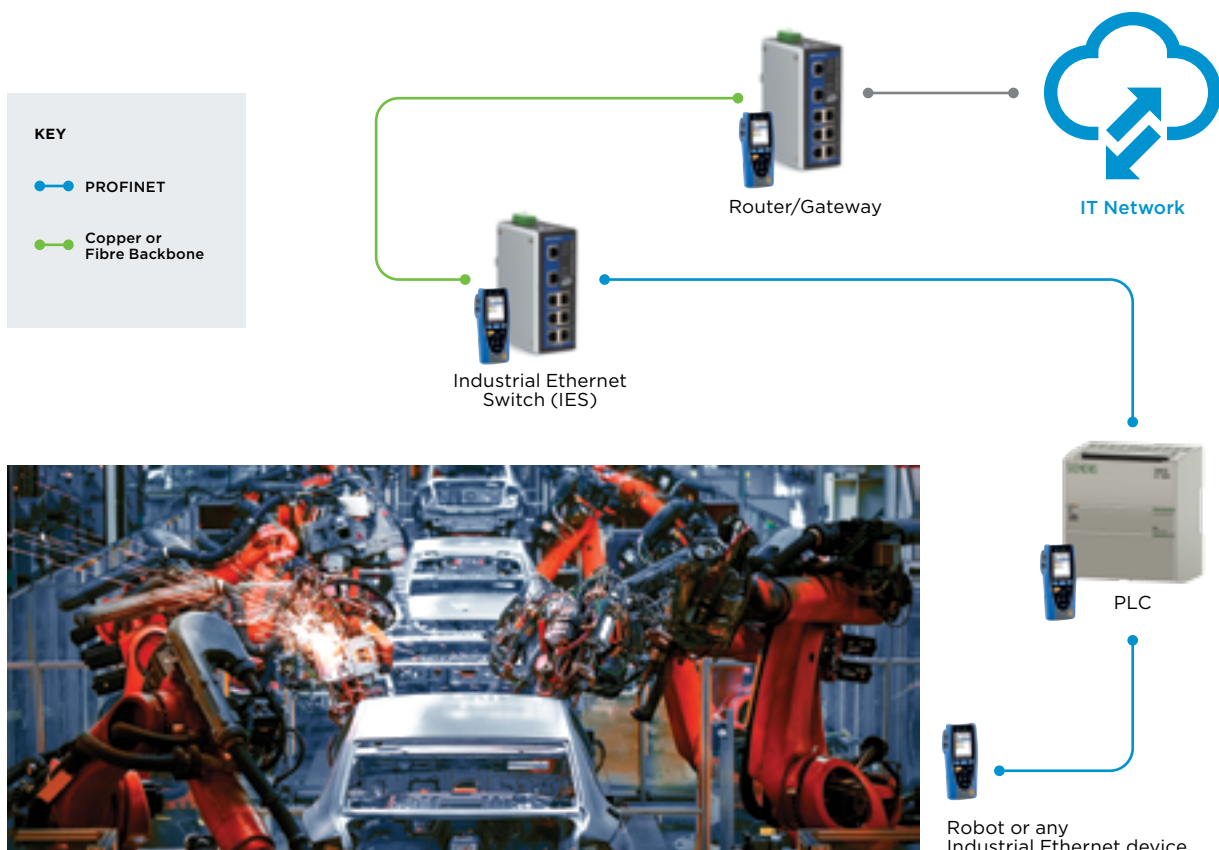 KEY
PROFINET
Copper or
Fibre Backbone
Router/Gateway
IT Network
Industrial Ethernet
Switch (IES)
SIEMENS
PLC
Robot or any
Industrial Ethernet device